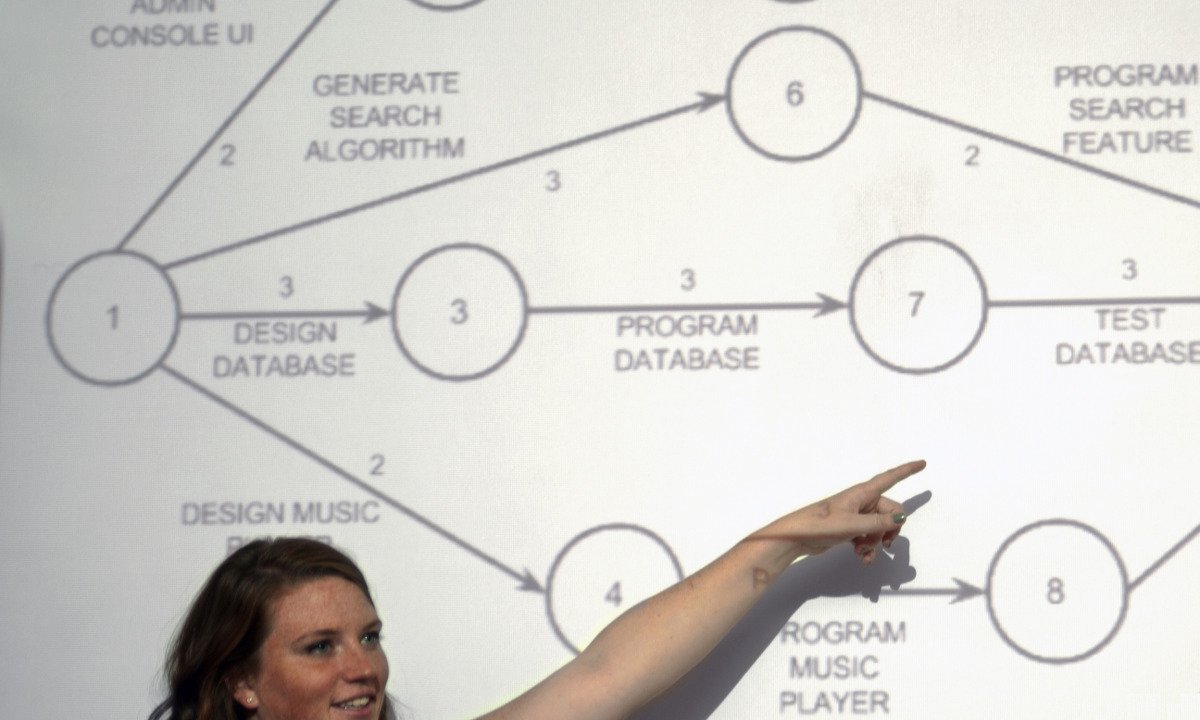 ADMIN
CONSOLE UI
GENERATE
SEARCH
ALGORITHM
6
PROGRAM
SEARCH
FEATURE
2
3
2
1
3
DESIGN
DATABASE
3
3
PROGRAM
DATABASE
7
3
TEST
DATABASE
2
DESIGN MUSIC
4
3
8
P
ROGRAM
MUSIC
PLAYER